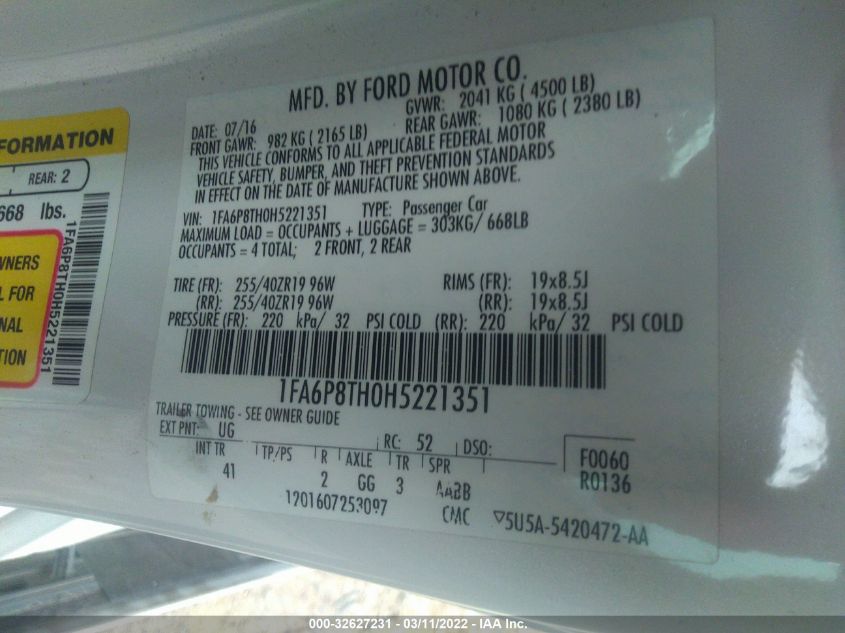 FORMATION
REAR: 2
668 lbs.
1FA6P8TH0H5221351
WNERS
L FOR
NAL
TION
MFD. BY FORD MOTOR CO.
DATE: 07/16 GVWR: 2041 KG ( 4500 LB)
FRONT GAWR: 982 KG ( 2165 LB) REAR GAWR: 1080 KG ( 2380 LB)
THIS VEHICLE CONFORMS TO ALL APPLICABLE FEDERAL MOTOR
VEHICLE SAFETY, BUMPER, AND THEFT PREVENTION STANDARDS
IN EFFECT ON THE DATE OF MANUFACTURE SHOWN ABOVE.
VIN: 1FA6P8TH0H5221351 TYPE: Passenger Car
MAXIMUM LOAD = OCCUPANTS + LUGGAGE = 303KG/ 668LB
OCCUPANTS = 4 TOTAL; 2 FRONT, 2 REAR
TIRE (FR): 255/40ZR19 96W RIMS (FR): 19x8.5J
(RR): 255/40ZR19 96W (RR): 19x8.5J
PRESSURE (FR): 220 kPa/ 32 PSI COLD (RR): 220 kPa/ 32 PSI COLD
1FA6P8TH0H5221351
TRAILER TOWING - SEE OWNER GUIDE
EXT PNT: UG RC: 52 DSO:
INT TR TP/PS R AXLE TR SPR F0060
41 2 GG 3 AABB R0136
1201607253097 CMC ▽5U5A-5420472-AA
000-32627231 - 03/11/2022 - IAA Inc.